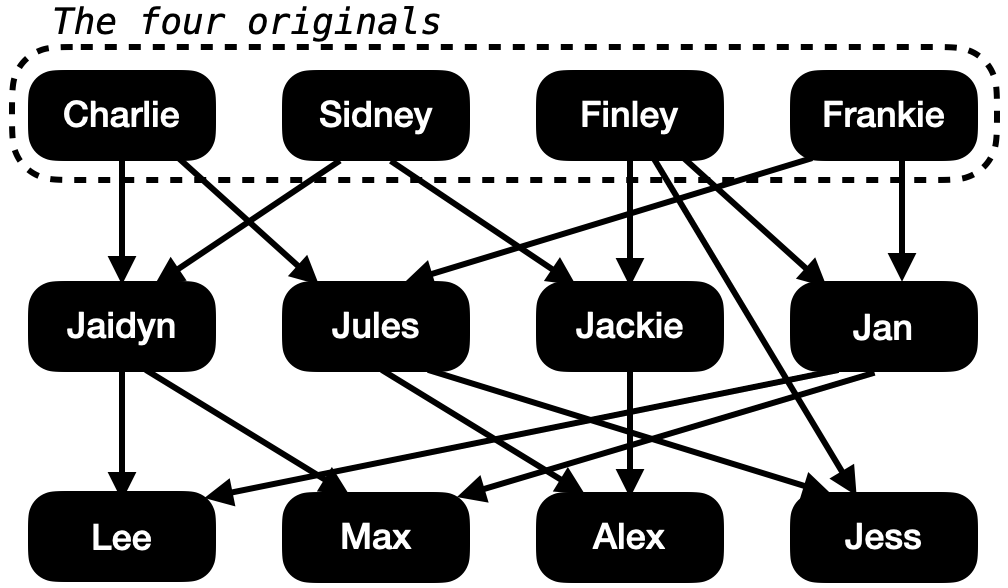 The four originals
Charlie Sidney Finley Frankie
Jaidyn Jules Jackie Jan
Lee Max Alex Jess